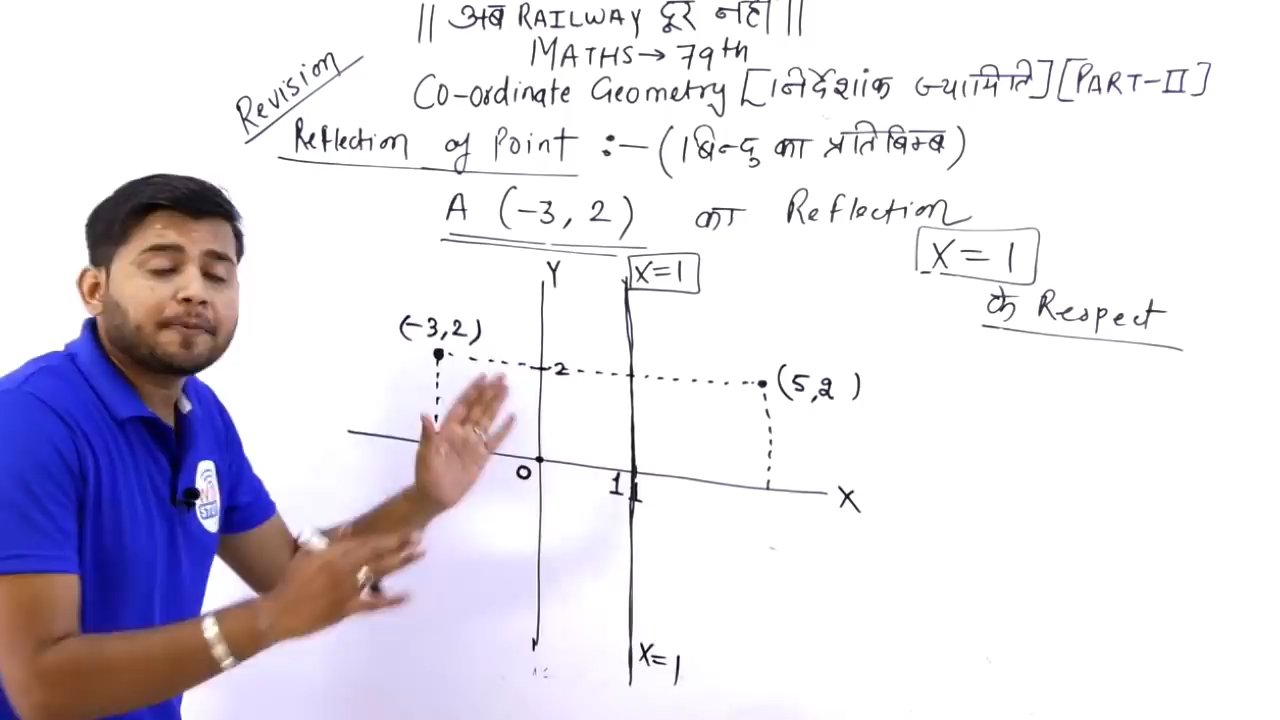 || अब RAILWAY दूर नहीं ||
MATHS→79th
Revision
Co-ordinate Geometry [निर्देशांक ज्यामिति] [PART-II]
Reflection of Point :- (बिन्दु का प्रतिबिम्ब)
A (-3, 2) का Reflection
X = 1
के Respect
Y
X=1
(-3,2)
2
(5,2 )
O
1
1
X
X=1